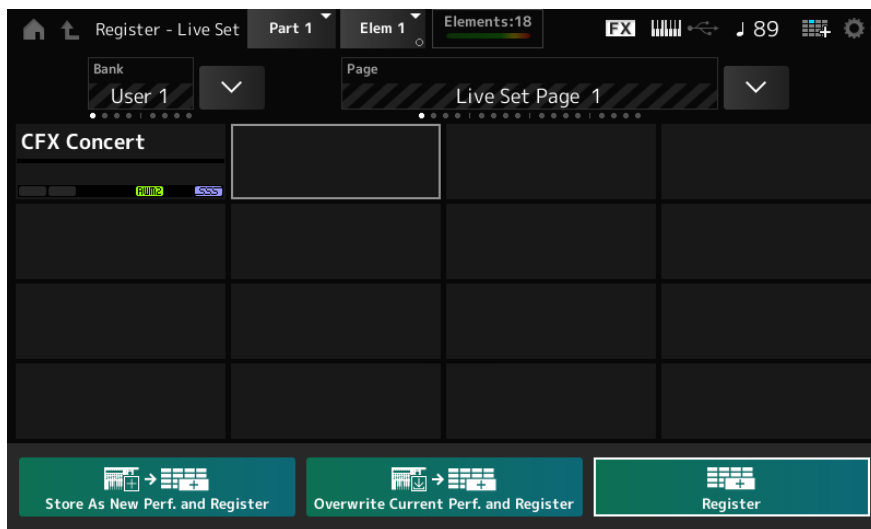 Register - Live Set
Part 1
Elem 1
Elements:18
FX
89
Bank
User 1
Page
Live Set Page 1
CFX Concert
AWM2
SSS
Store As New Perf. and Register
Overwrite Current Perf. and Register
Register